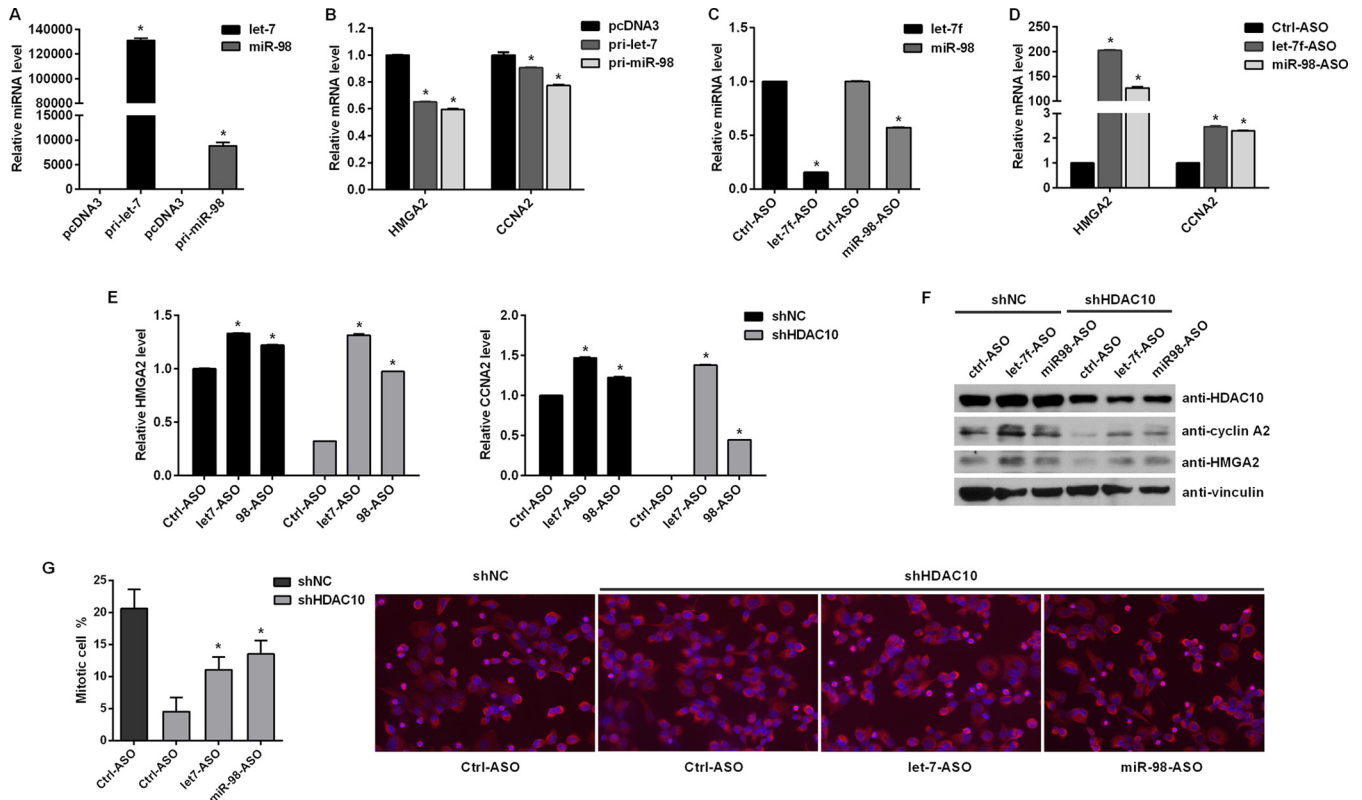 A
Relative miRNA level
140000
120000
100000
80000
60000
15000
10000
5000
0
*
*
pcDNA3
pri-let-7
pcDNA3
pri-miR-98
let-7
miR-98
B
Relative mRNA level
1.2
1.0
0.8
0.6
0.4
0.2
0.0
* *
* *
HMGA2
CCNA2
pcDNA3
pri-let-7
pri-miR-98
C
Relative miRNA level
1.5
1.0
0.5
0.0
*
*
Ctrl-ASO
let-7f-ASO
Ctrl-ASO
miR-98-ASO
let-7f
miR-98
D
Relative mRNA level
250
200
150
100
5
4
3
2
1
0
* *
* *
HMGA2
CCNA2
Ctrl-ASO
let-7f-ASO
miR-98-ASO
E
Relative HMGA2 level
1.5
1.0
0.5
0.0
* *
* *
Ctrl-ASO
let7-ASO
98-ASO
Ctrl-ASO
let7-ASO
98-ASO
Relative CCNA2 level
2.0
1.5
1.0
0.5
0.0
* *
* *
Ctrl-ASO
let7-ASO
98-ASO
Ctrl-ASO
let7-ASO
98-ASO
shNC
shHDAC10
F
shNC
shHDAC10
ctrl-ASO
let-7f-ASO
miR98-ASO
ctrl-ASO
let-7f-ASO
miR98-ASO
anti-HDAC10
anti-cyclin A2
anti-HMGA2
anti-vinculin
G
Mitotic cell %
25
20
15
10
5
0
* *
Ctrl-ASO
Ctrl-ASO
let7-ASO
miR-98-ASO
shNC
shHDAC10
shNC
shHDAC10
Ctrl-ASO
Ctrl-ASO
let-7-ASO
miR-98-ASO